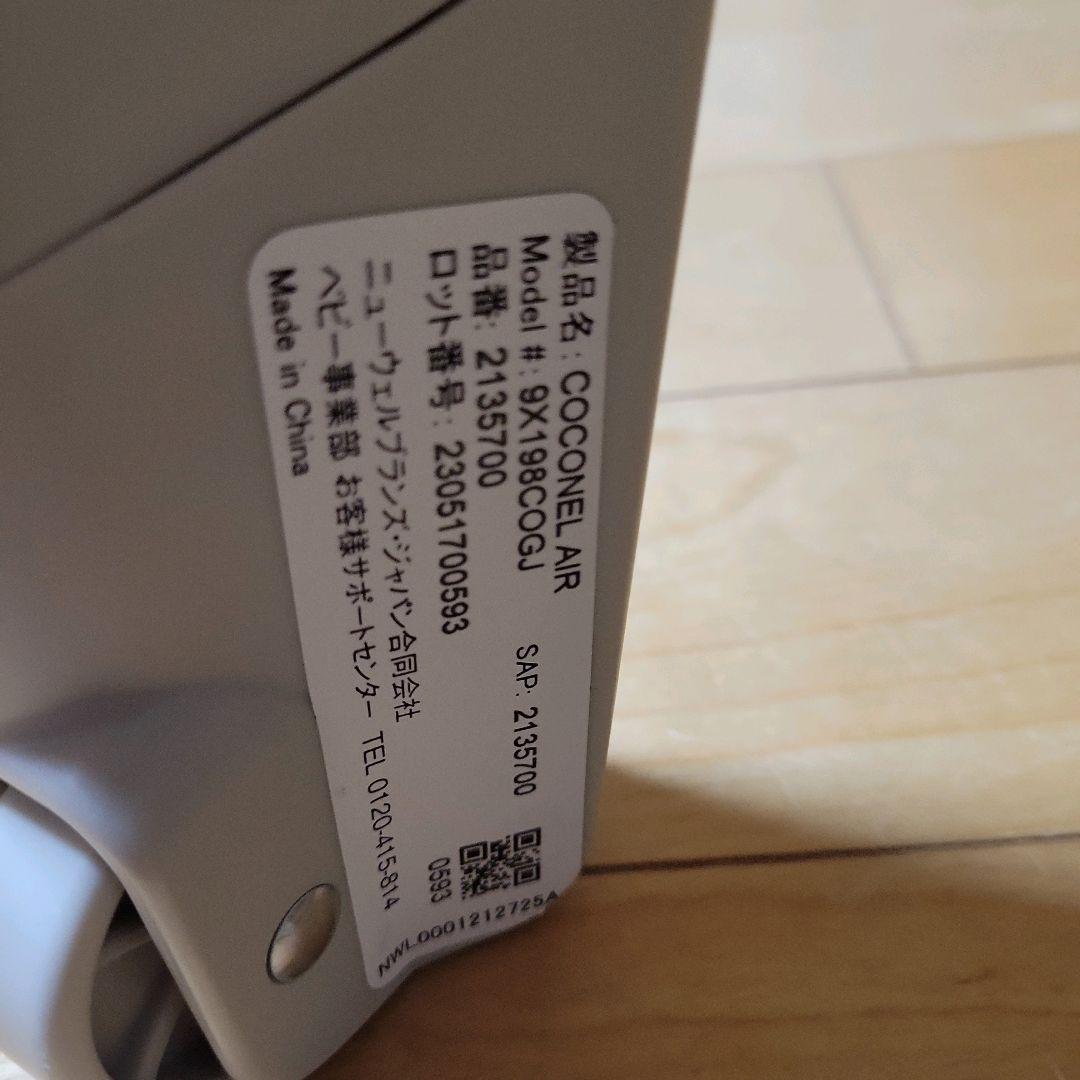 製品名: COCONEL AIR
Model #: 9X198COGJ SAP: 2135700
品番: 2135700
ロット番号: 23051700593
ニューウェルブランズ・ジャパン合同会社
ベビー事業部 お客様サポートセンター TEL 0120-415-814
Made in China
0593
NWL0001212725A